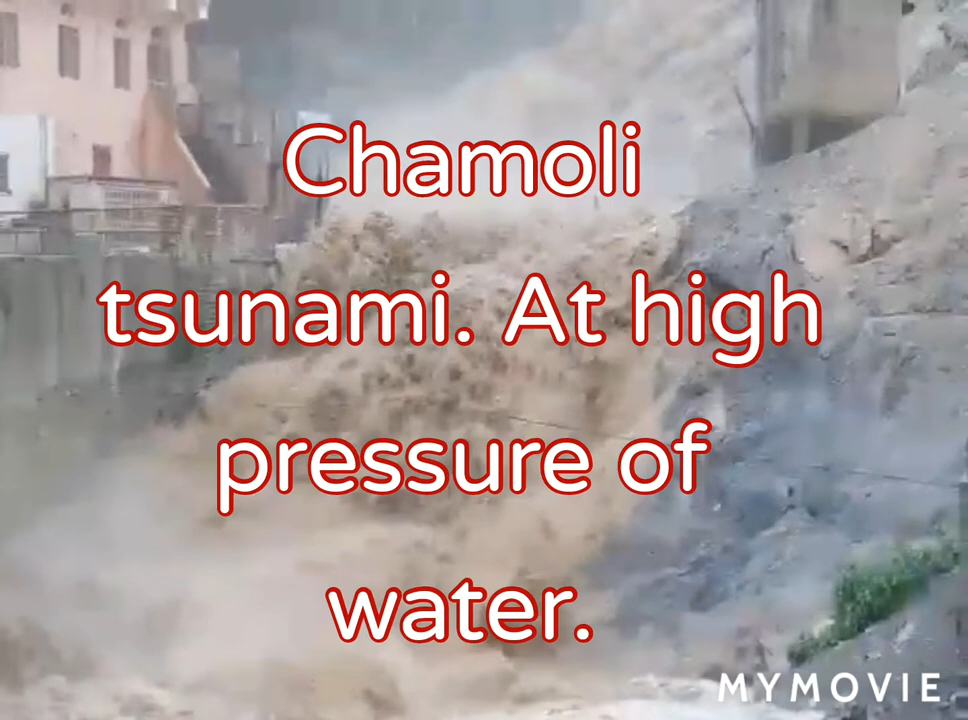 Chamoli
tsunami. At high
pressure of
water.
MYMOVIE